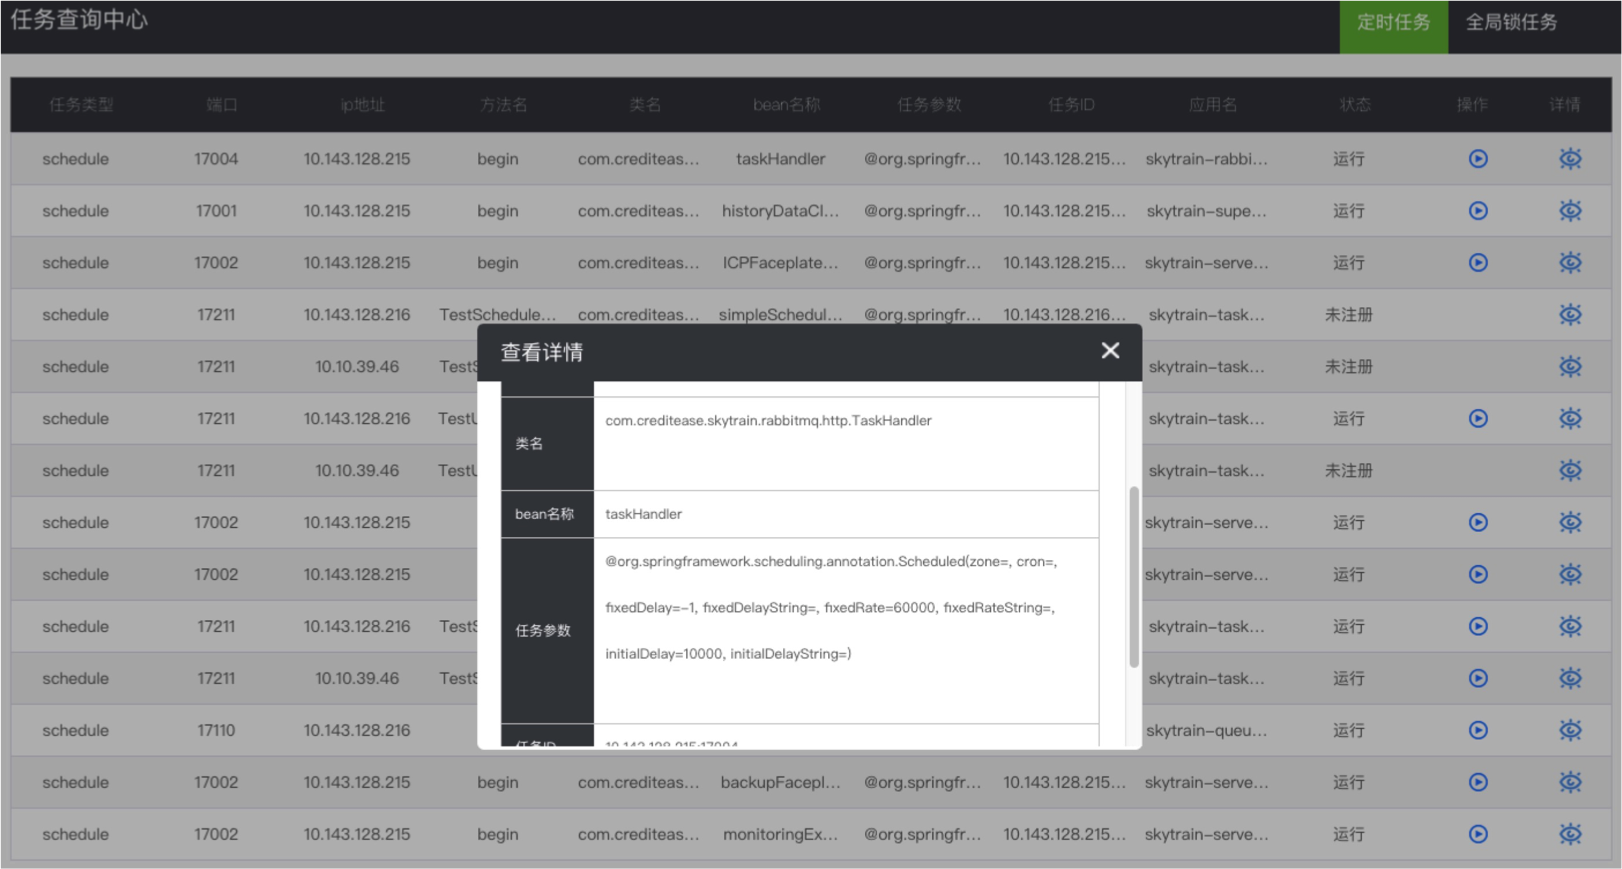 任务查询中心 定时任务 全局锁任务
任务类型 端口 ip地址 方法名 类名 bean名称 任务参数 任务ID 应用名 状态 操作 详情
schedule 17004 10.143.128.215 begin com.crediteas... taskHandler @org.springfr... 10.143.128.215... skytrain-rabbi... 运行
schedule 17001 10.143.128.215 begin com.crediteas... historyDataCl... @org.springfr... 10.143.128.215... skytrain-supe... 运行
schedule 17002 10.143.128.215 begin com.crediteas... ICPFaceplate... @org.springfr... 10.143.128.215... skytrain-serve... 运行
schedule 17211 10.143.128.216 TestSchedule... com.crediteas... simpleSchedul... @org.springfr... 10.143.128.216... skytrain-task... 未注册
schedule 17211 10.10.39.46 skytrain-task... 未注册
schedule 17211 10.143.128.216 skytrain-task... 运行
schedule 17211 10.10.39.46 skytrain-task... 未注册
schedule 17002 10.143.128.215 skytrain-serve... 运行
schedule 17002 10.143.128.215 skytrain-serve... 运行
schedule 17211 10.143.128.216 skytrain-task... 运行
schedule 17211 10.10.39.46 skytrain-task... 运行
schedule 17110 10.143.128.216 skytrain-queu... 运行
schedule 17002 10.143.128.215 begin com.crediteas... backupFacepl... @org.springfr... 10.143.128.215... skytrain-serve... 运行
schedule 17002 10.143.128.215 begin com.crediteas... monitoringEx... @org.springfr... 10.143.128.215... skytrain-serve... 运行
查看详情
类名 com.creditease.skytrain.rabbitmq.http.TaskHandler
bean名称 taskHandler
任务参数 @org.springframework.scheduling.annotation.Scheduled(zone=, cron=,
fixedDelay=-1, fixedDelayString=, fixedRate=60000, fixedRateString=,
initialDelay=10000, initialDelayString=)
任务ID 10.143.128.215:17004